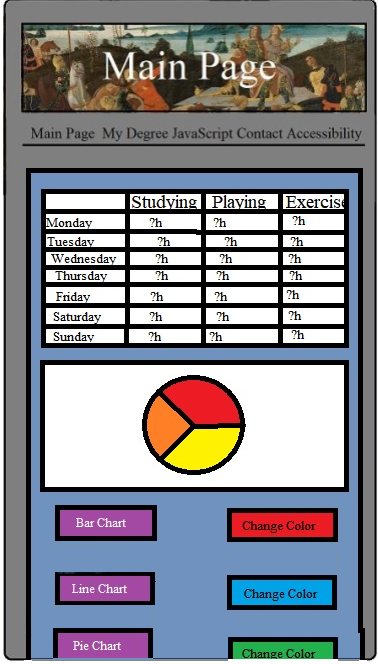 Main Page
Main Page My Degree JavaScript Contact Accessibility
Studying Playing Exercise
Monday ?h ?h ?h
Tuesday ?h ?h ?h
Wednesday ?h ?h ?h
Thursday ?h ?h ?h
Friday ?h ?h ?h
Saturday ?h ?h ?h
Sunday ?h ?h ?h
Bar Chart Change Color
Line Chart Change Color
Pie Chart Change Color